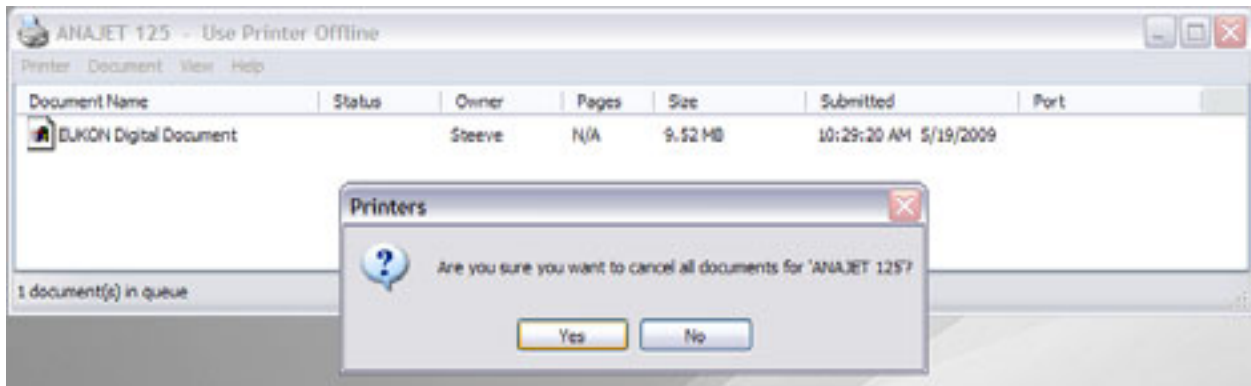 ANAJET 125 - Use Printer Offline
Printer Document View Help
Document Name Status Owner Pages Size Submitted Port
EUKON Digital Document Steeve N/A 9.52 MB 10:29:20 AM 5/19/2009
Printers
Are you sure you want to cancel all documents for 'ANAJET 125'?
1 document(s) in queue
Yes No